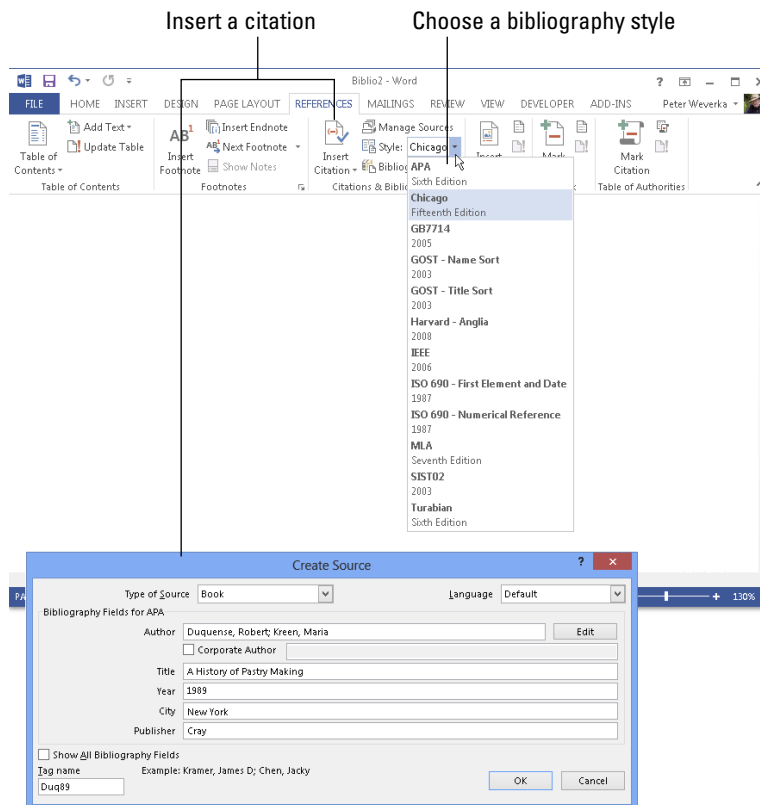 Insert a citation Choose a bibliography style
Biblio2 - Word
FILE HOME INSERT DESIGN PAGE LAYOUT REFERENCES MAILINGS REVIEW VIEW DEVELOPER ADD-INS Peter Weverka
Table of Contents
Add Text
Update Table
Table of Contents
AB1
Insert Footnote
Insert Endnote
AB1 Next Footnote
Show Notes
Footnotes
Insert Citation
Manage Sources
Style: Chicago
Bibliog
Citations & Biblio
Insert
Mark
Mark Citation
Table of Authorities
APA
Sixth Edition
Chicago
Fifteenth Edition
GB7714
2005
GOST - Name Sort
2003
GOST - Title Sort
2003
Harvard - Anglia
2008
IEEE
2006
ISO 690 - First Element and Date
1987
ISO 690 - Numerical Reference
1987
MLA
Seventh Edition
SIST02
2003
Turabian
Sixth Edition
PA
130%
Create Source
Type of Source Book Language Default
Bibliography Fields for APA
Author Duquense, Robert; Kreen, Maria Edit
Corporate Author
Title A History of Pastry Making
Year 1989
City New York
Publisher Cray
Show All Bibliography Fields
Tag name Example: Kramer, James D; Chen, Jacky
Duq89
OK Cancel